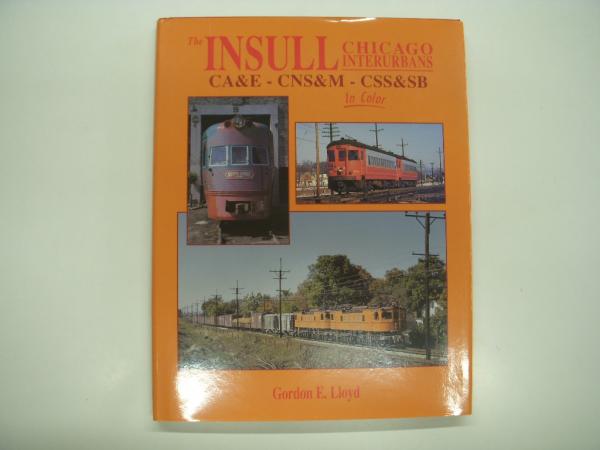 The INSULL CHICAGO
INTERURBANS
CA&E - CNS&M - CSS&SB
In Color
Gordon E. Lloyd